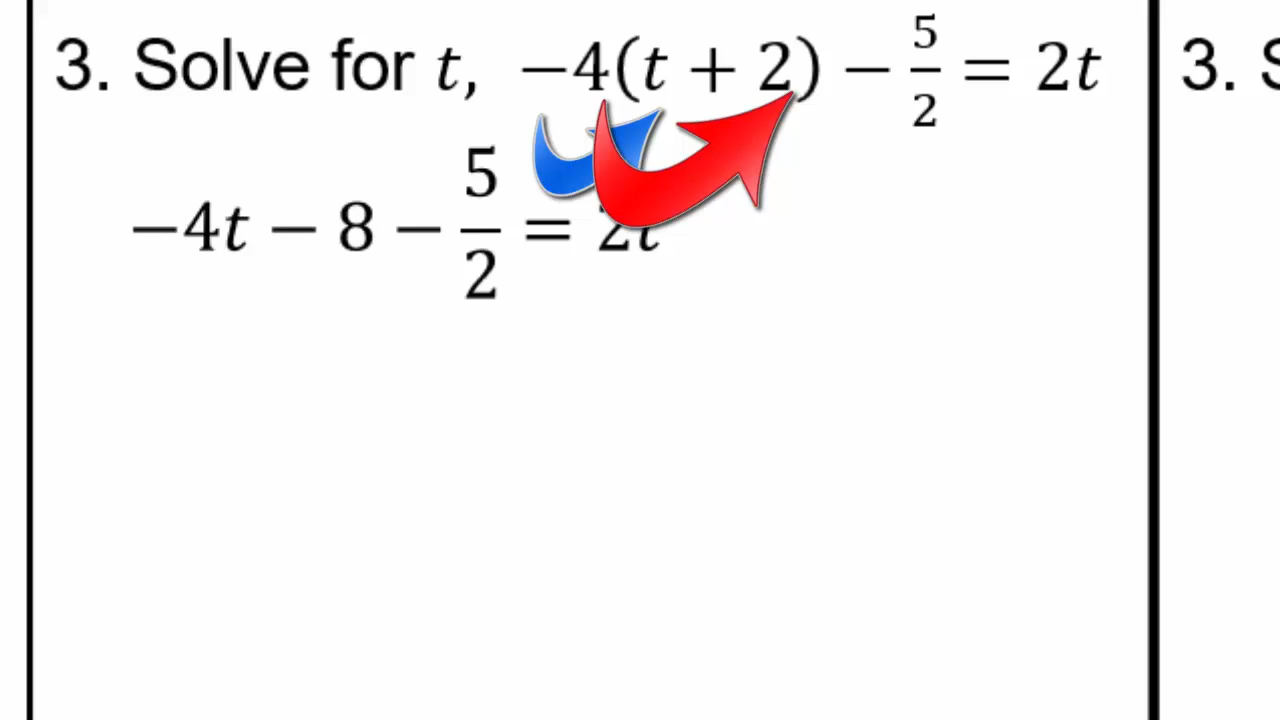 3. Solve for t, −4(t + 2) − 5/2 = 2t
−4t − 8 − 5/2 = 2t
3.